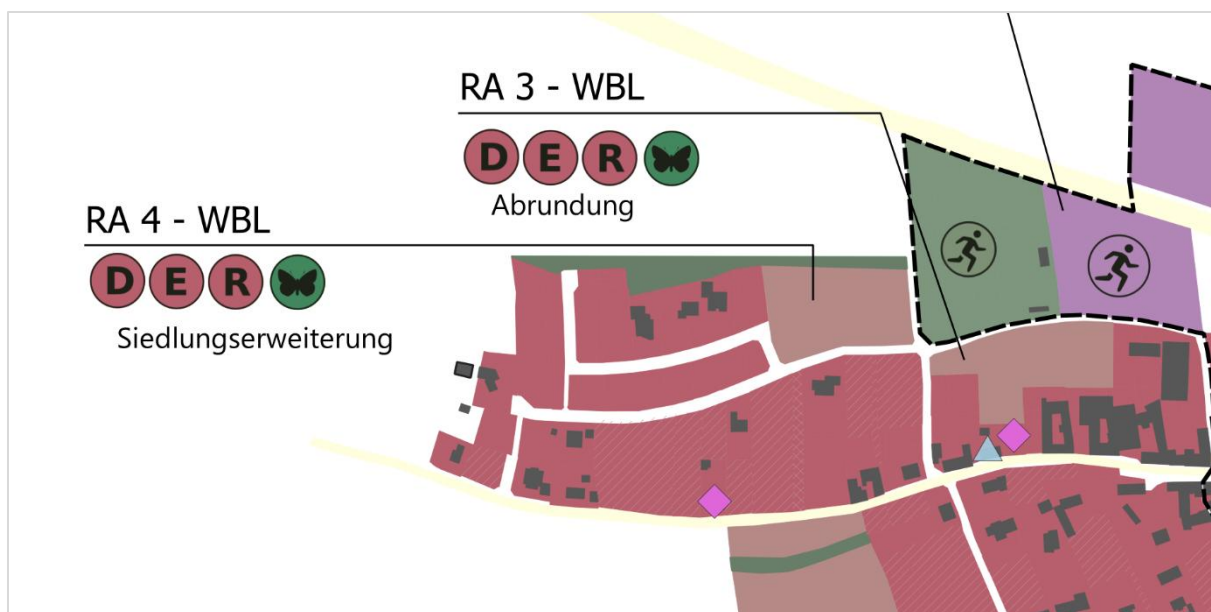 RA 3 - WBL
D E R
Abrundung
RA 4 - WBL
D E R
Siedlungserweiterung